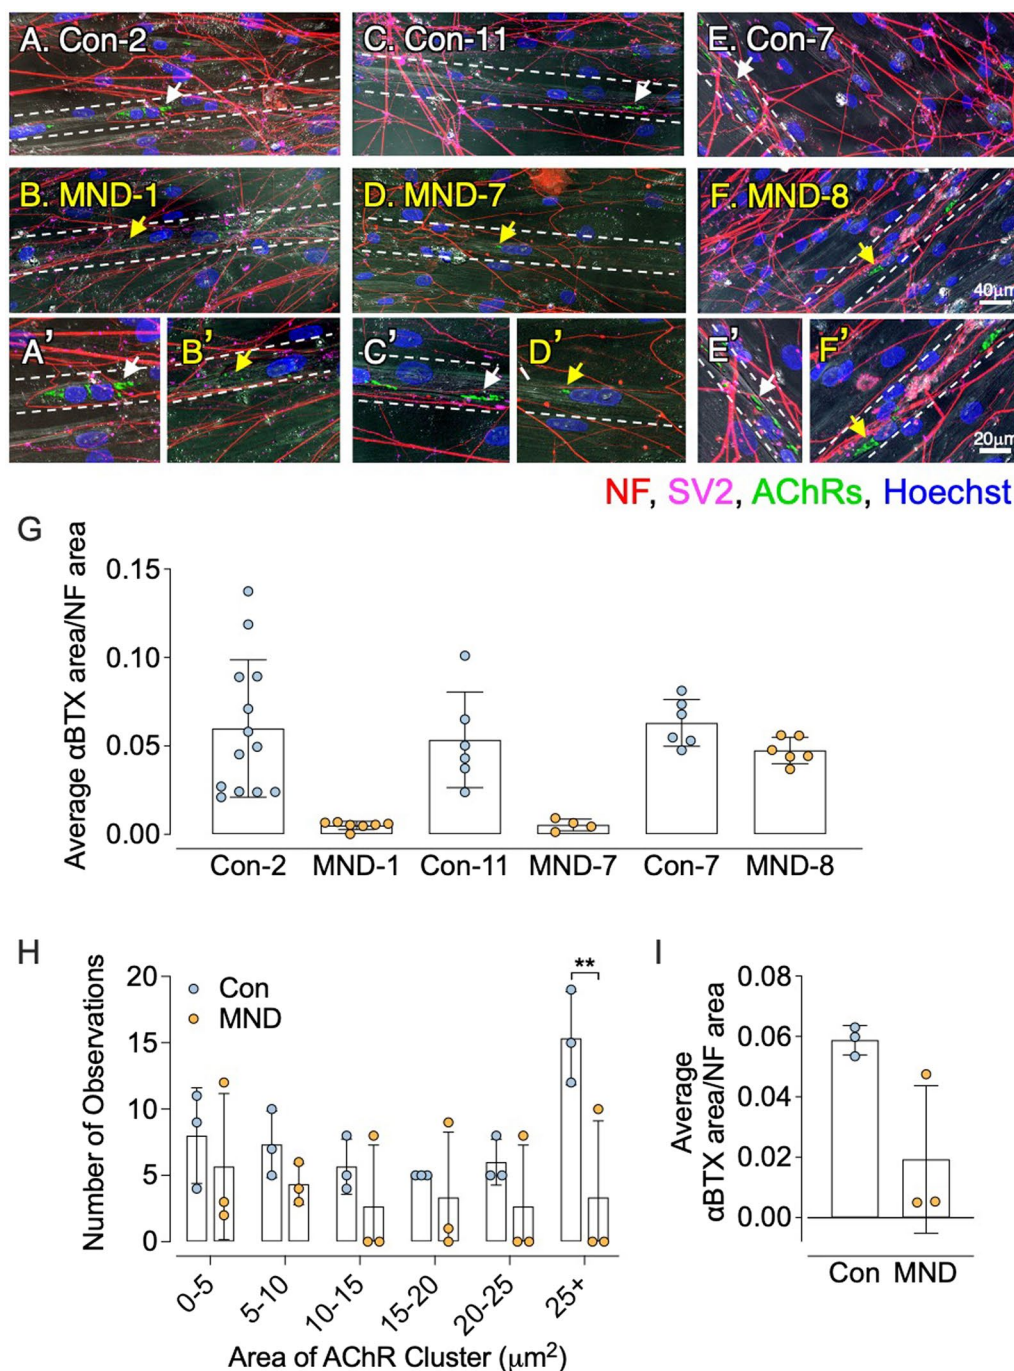 A. Con-2
C. Con-11
E. Con-7
B. MND-1
D. MND-7
F. MND-8
40μm
A’
B’
C’
D’
E’
F’
20μm
NF, SV2, AChRs, Hoechst
G
Average αBTX area/NF area
0.15
0.10
0.05
0.00
Con-2 MND-1 Con-11 MND-7 Con-7 MND-8
H
Number of Observations
20
15
10
5
0
Con
MND
**
0-5 5-10 10-15 15-20 20-25 25+
Area of AChR Cluster (μm²)
I
Average
αBTX area/NF area
0.08
0.06
0.04
0.02
0.00
Con MND